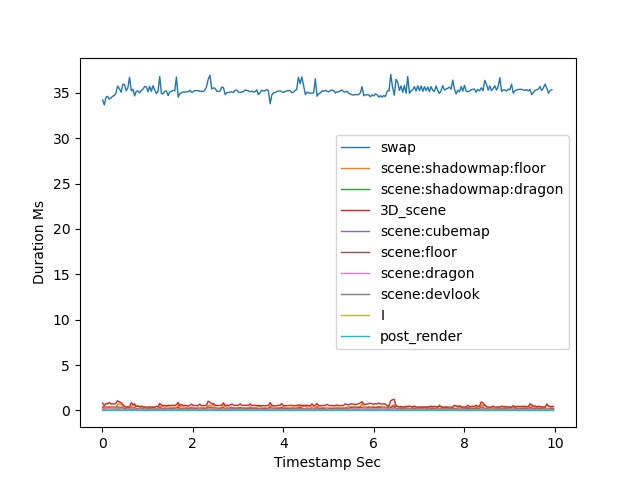 35
30
25
20
15
10
5
0
Duration Ms
swap
scene:shadowmap:floor
scene:shadowmap:dragon
3D_scene
scene:cubemap
scene:floor
scene:dragon
scene:devlook
I
post_render
0 2 4 6 8 10
Timestamp Sec